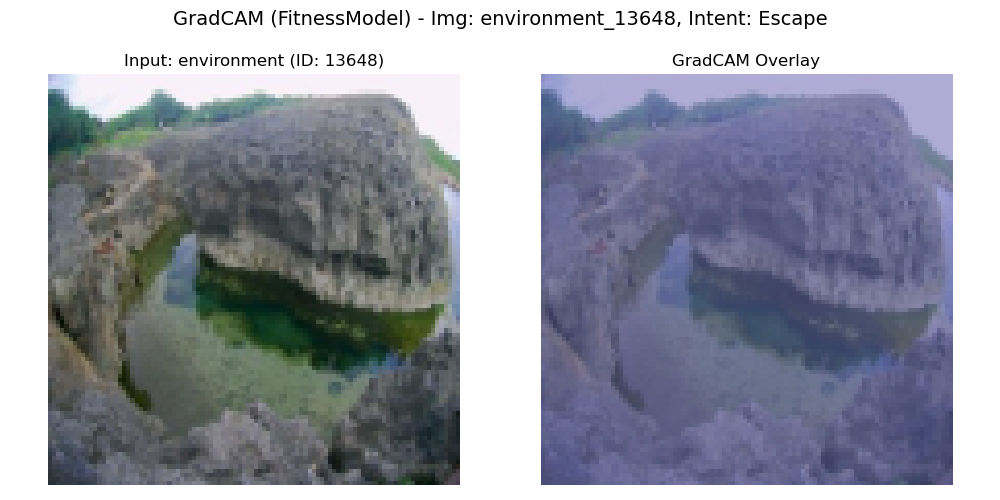 GradCAM (FitnessModel) - Img: environment_13648, Intent: Escape
Input: environment (ID: 13648)
GradCAM Overlay